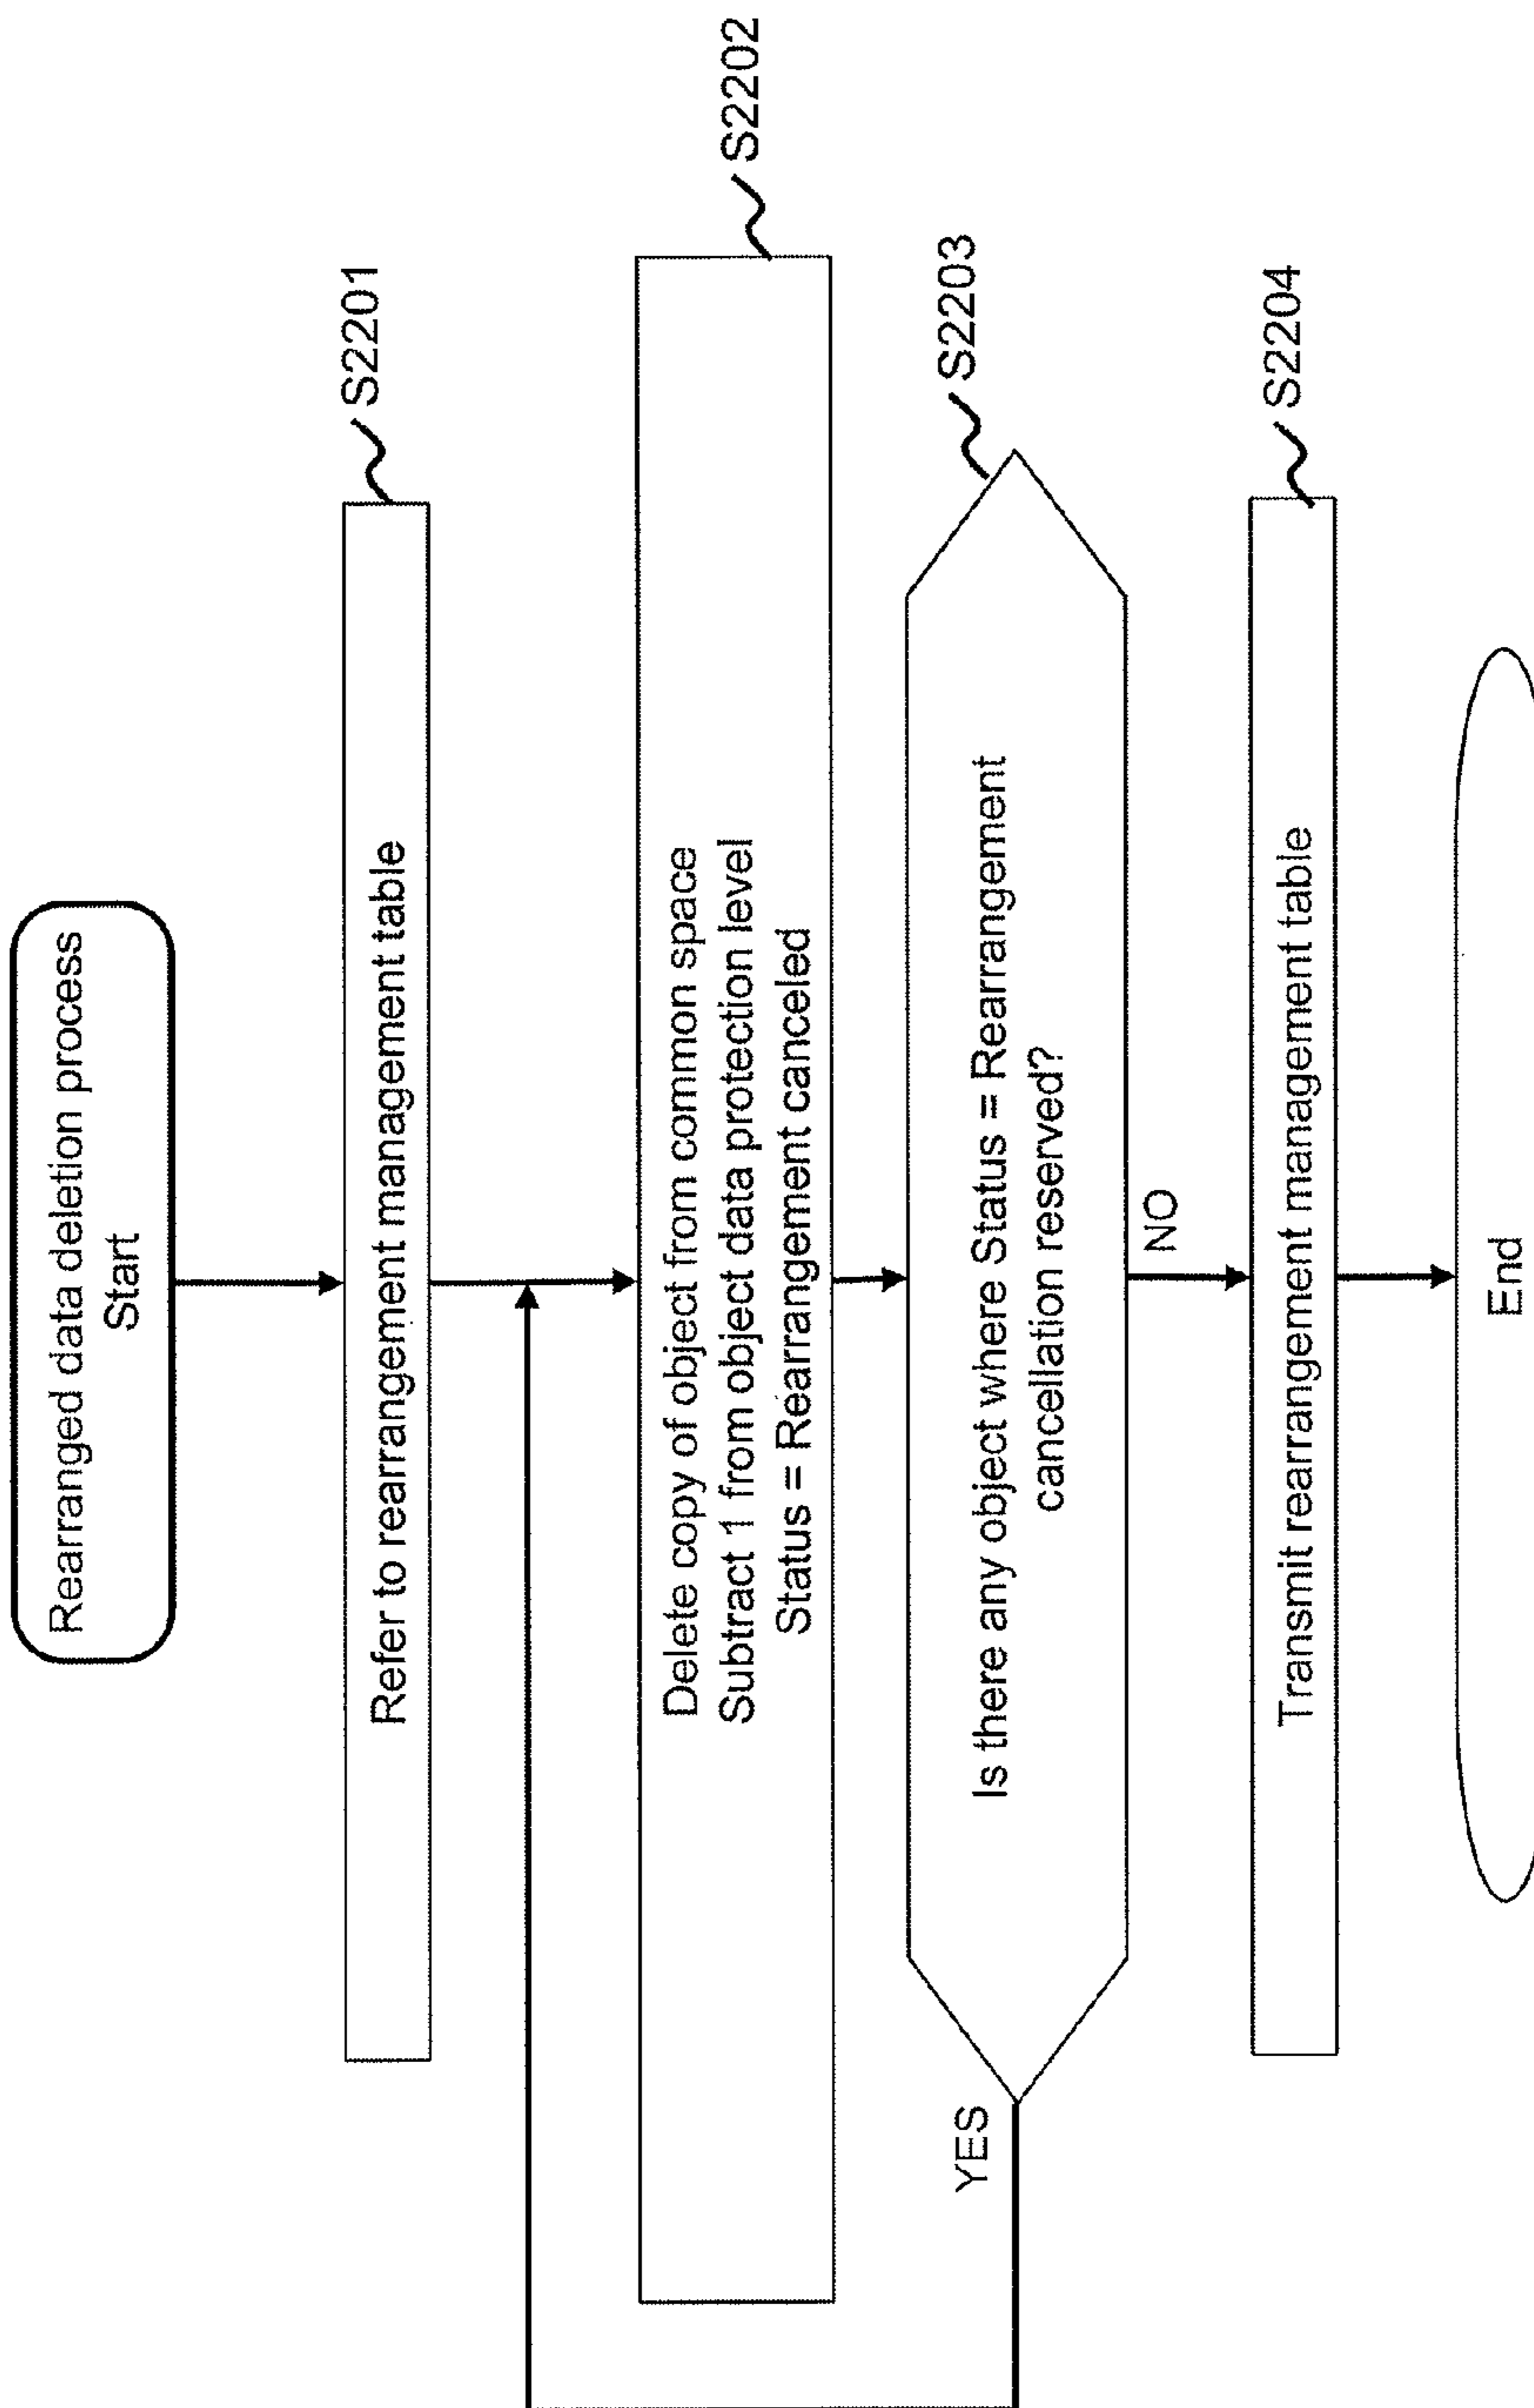 Rearranged data deletion process
Start
S2201
Refer to rearrangement management table
S2202
Delete copy of object from common space
Subtract 1 from object data protection level
Status = Rearrangement canceled
S2203
Is there any object where Status = Rearrangement
cancellation reserved?
YES
NO
S2204
Transmit rearrangement management table
End